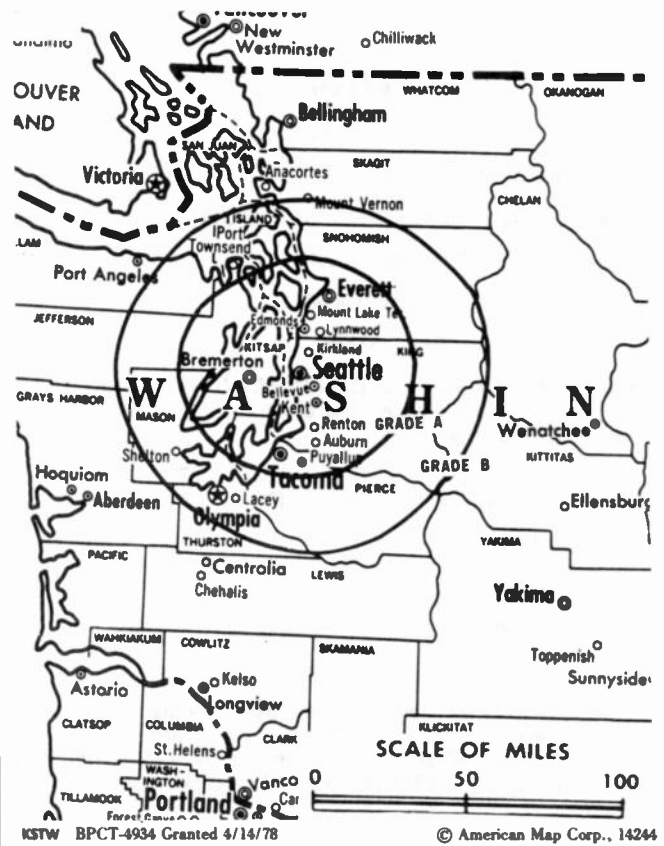 New
Westminster
Chilliwack
OUVER
AND
WHATCOM
OKANOGAN
Bellingham
SAN JUAN
SKAGIT
Victoria
Anacortes
CHELAN
Mount Vernon
ISLAND
Port
Townsend
SNOHOMISH
LAM
Port Angeles
Everett
Mount Lake Te
JEFFERSON
Edmonds
Lynnwood
KITSAP
Kirkland
KING
Bremerton
Seattle
Bellevue
GRAYS HARBOR
W A S H I N
Kent
MASON
Renton
GRADE A
Wenatchee
Auburn
Shelton
Puyallup
GRADE B
KITTITAS
Hoquiam
Tacoma
PIERCE
Aberdeen
Lacey
Ellensburg
Olympia
THURSTON
YAKIMA
PACIFIC
Centralia
LEWIS
Chehalis
Yakima
WAHKIAKUM
COWLITZ
SKAMANIA
Toppenish
Sunnyside
Astoria
Kelso
Longview
CLATSOP
COLUMBIA
CLARK
KLICKITAT
St. Helens
SCALE OF MILES
WASH-
INGTON
0 50 100
TILLAMOOK
Portland
Vanco
KSTW BPCT-4934 Granted 4/14/78
© American Map Corp., 14244